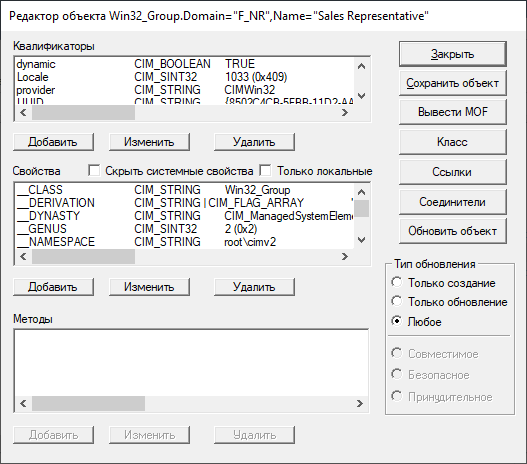 Редактор объекта Win32_Group.Domain="F_NR",Name="Sales Representative"
Квалификаторы
dynamic CIM_BOOLEAN TRUE
Locale CIM_SINT32 1033 (0x409)
provider CIM_STRING CIMWin32
UUID CIM_STRING {8502C4CB-5FBB-11D2-AA
Добавить Изменить Удалить
Свойства Скрыть системные свойства Только локальные
__CLASS CIM_STRING Win32_Group
__DERIVATION CIM_STRING | CIM_FLAG_ARRAY
__DYNASTY CIM_STRING CIM_ManagedSystemEleme
__GENUS CIM_SINT32 2 (0x2)
__NAMESPACE CIM_STRING root\cimv2
Добавить Изменить Удалить
Методы
Добавить Изменить Удалить
Закрыть
Сохранить объект
Вывести MOF
Класс
Ссылки
Соединители
Обновить объект
Тип обновления
Только создание
Только обновление
Любое
Совместимое
Безопасное
Принудительное